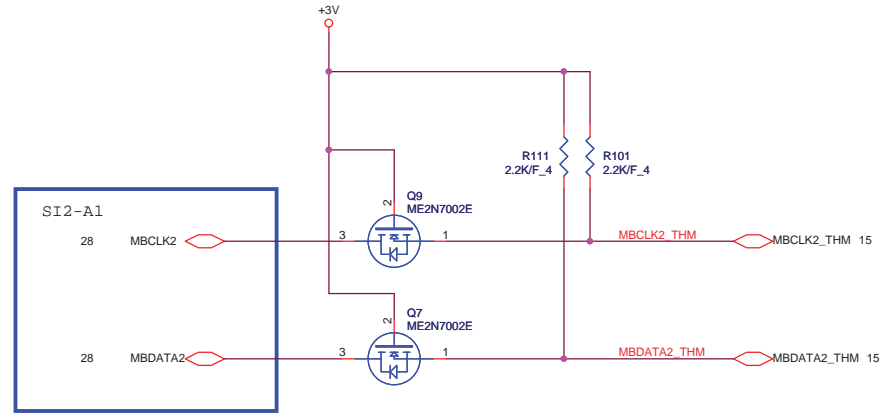 +3V
R111
2.2K/F_4
R101
2.2K/F_4
SI2-A1
Q9
ME2N7002E
2
28 MBCLK2
3
1
MBCLK2_THM
MBCLK2_THM 15
Q7
ME2N7002E
2
28 MBDATA2
3
1
MBDATA2_THM
MBDATA2_THM 15